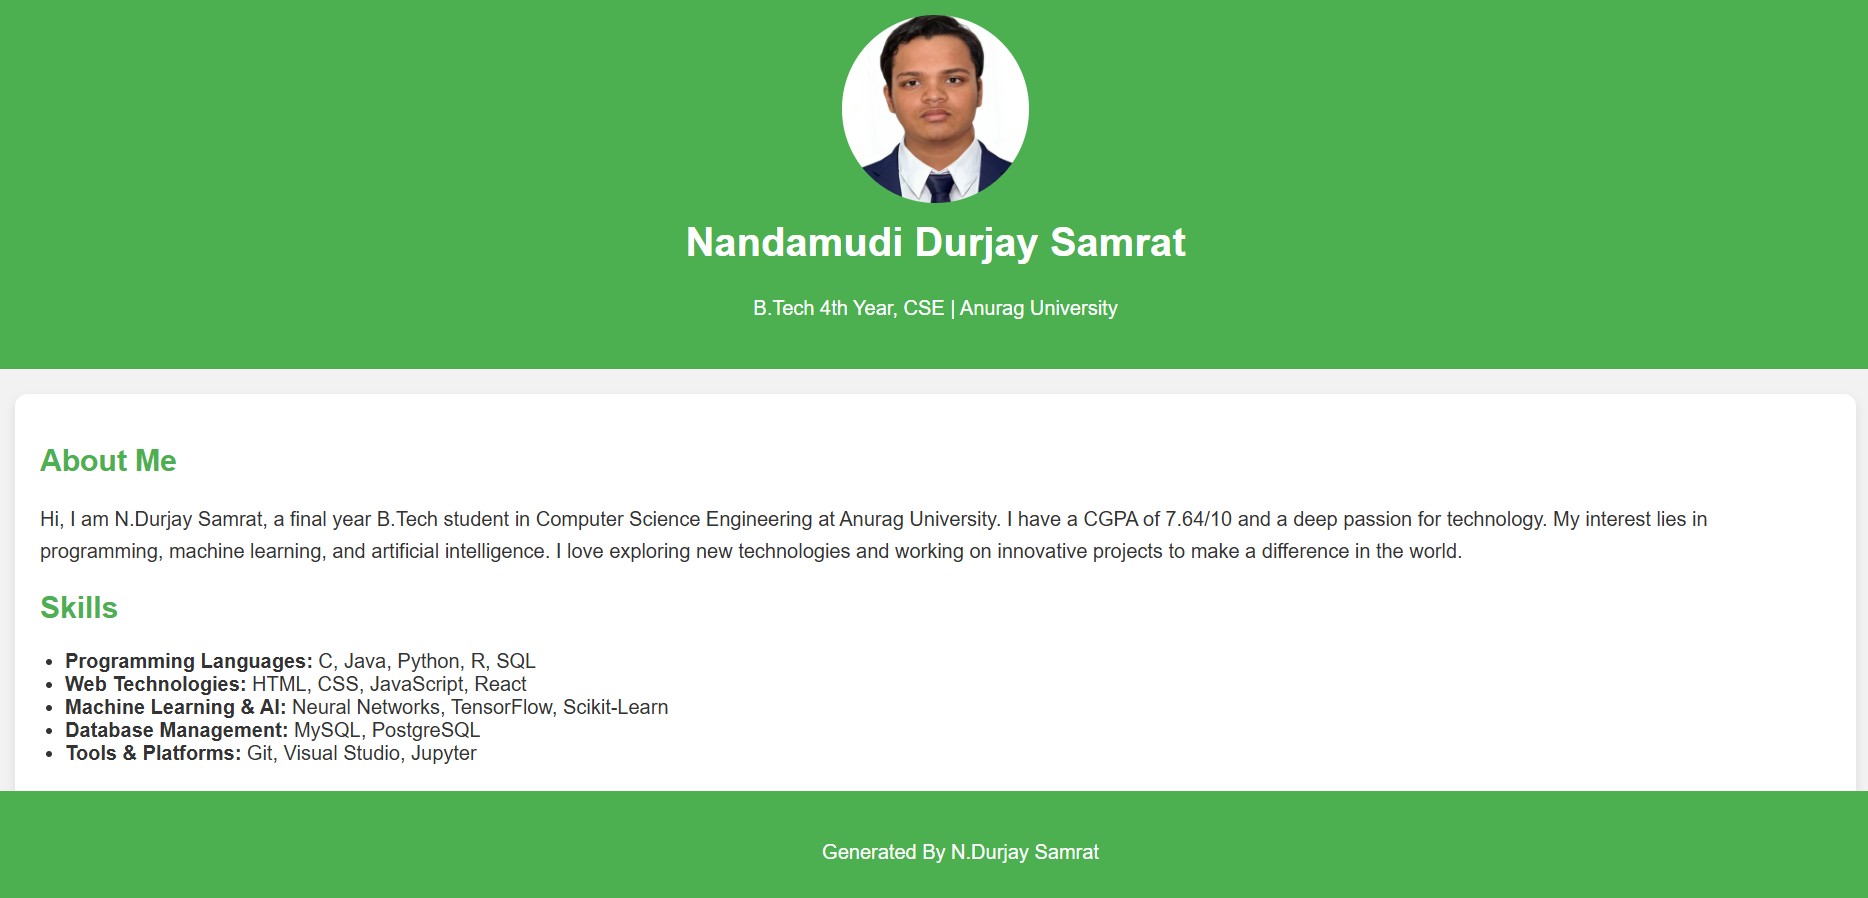 Nandamudi Durjay Samrat
B.Tech 4th Year, CSE | Anurag University
About Me
Hi, I am N.Durjay Samrat, a final year B.Tech student in Computer Science Engineering at Anurag University. I have a CGPA of 7.64/10 and a deep passion for technology. My interest lies in
programming, machine learning, and artificial intelligence. I love exploring new technologies and working on innovative projects to make a difference in the world.
Skills
• Programming Languages: C, Java, Python, R, SQL
• Web Technologies: HTML, CSS, JavaScript, React
• Machine Learning & AI: Neural Networks, TensorFlow, Scikit-Learn
• Database Management: MySQL, PostgreSQL
• Tools & Platforms: Git, Visual Studio, Jupyter
Generated By N.Durjay Samrat